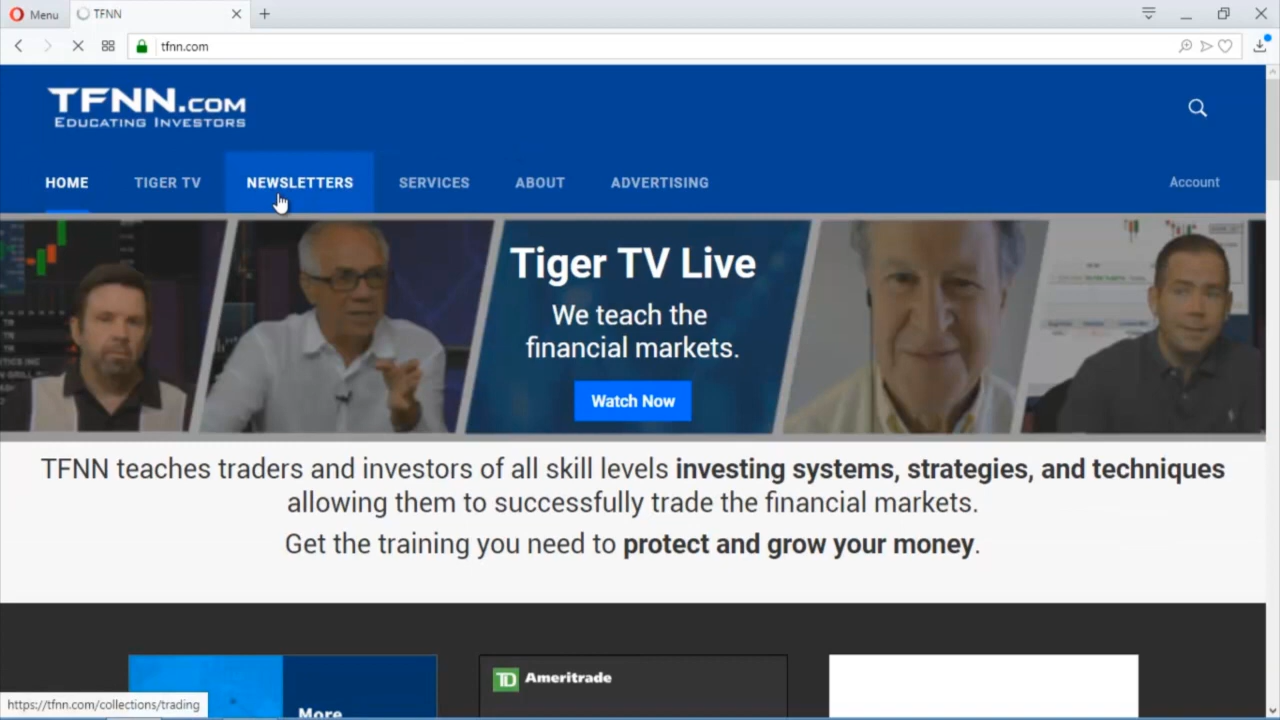 Menu
TFNN
tfnn.com
TFNN.COM
EDUCATING INVESTORS
HOME
TIGER TV
NEWSLETTERS
SERVICES
ABOUT
ADVERTISING
Account
Tiger TV Live
We teach the
financial markets.
Watch Now
TFNN teaches traders and investors of all skill levels investing systems, strategies, and techniques
allowing them to successfully trade the financial markets.
Get the training you need to protect and grow your money.
More
TD Ameritrade
https://tfnn.com/collections/trading